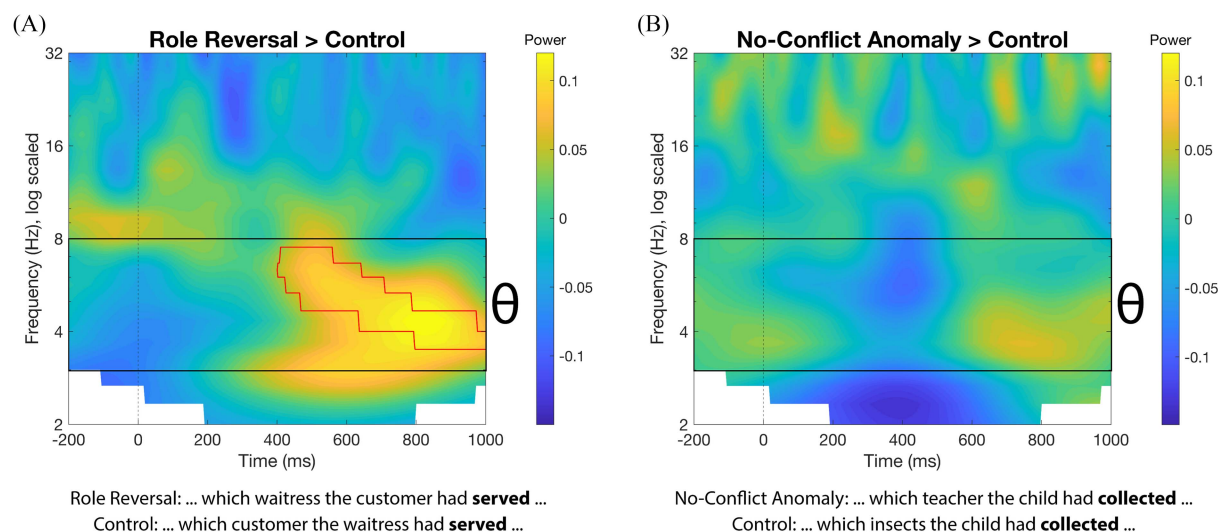 (A)
Role Reversal > Control
Power
32
16
8
4
2
Frequency (Hz), log scaled
-200 0 200 400 600 800 1000
Time (ms)
0.1
0.05
0
-0.05
-0.1
θ
Role Reversal: ... which waitress the customer had served ...
Control: ... which customer the waitress had served ...
(B)
No-Conflict Anomaly > Control
Power
32
16
8
4
2
Frequency (Hz), log scaled
-200 0 200 400 600 800 1000
Time (ms)
0.1
0.05
0
-0.05
-0.1
θ
No-Conflict Anomaly: ... which teacher the child had collected ...
Control: ... which insects the child had collected ...